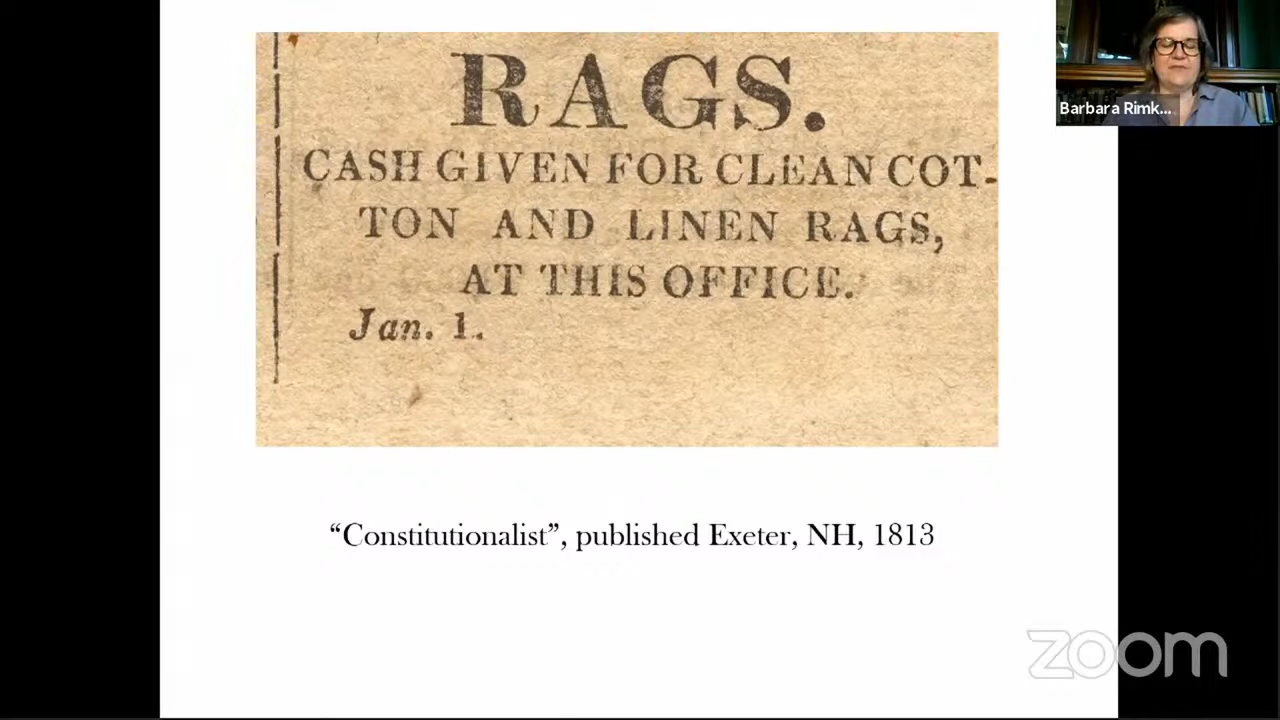 RAGS.
CASH GIVEN FOR CLEAN COT-
TON AND LINEN RAGS,
AT THIS OFFICE.
Jan. 1.
“Constitutionalist”, published Exeter, NH, 1813
Barbara Rimk...
zoom